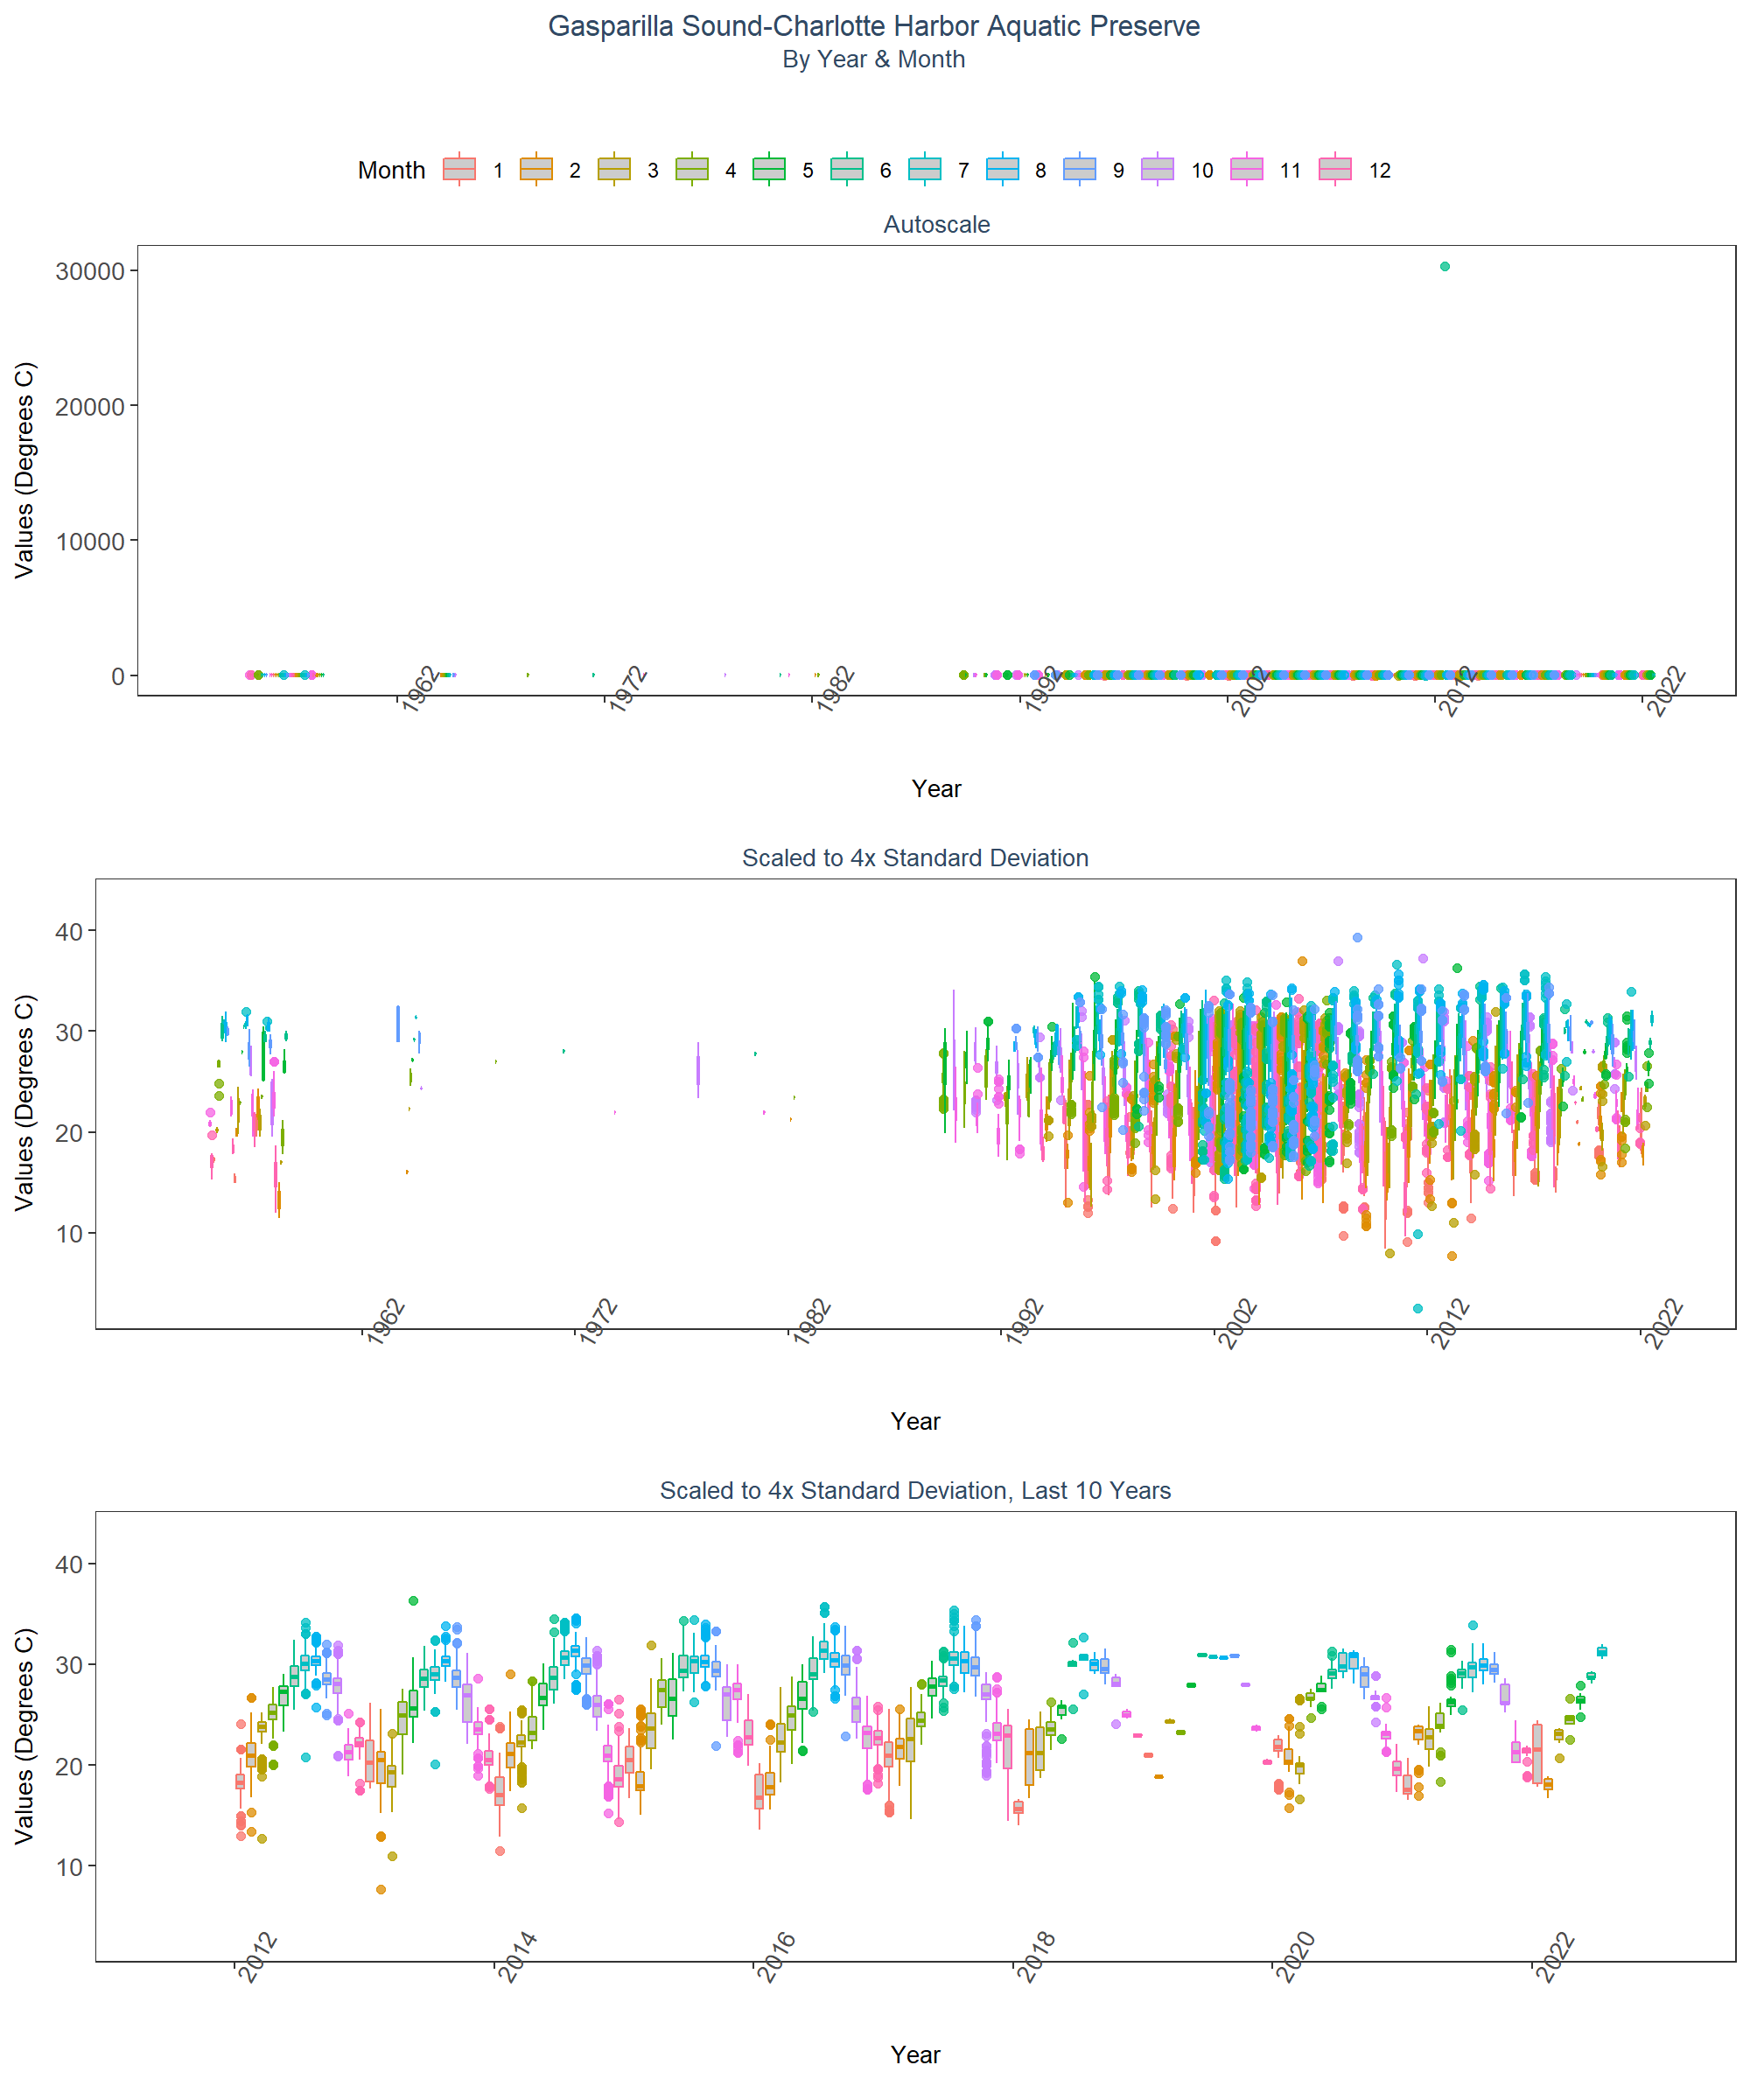 Gasparilla Sound-Charlotte Harbor Aquatic Preserve
By Year & Month
Month 1 2 3 4 5 6 7 8 9 10 11 12
Autoscale
Values (Degrees C)
30000
20000
10000
0
1962 1972 1982 1992 2002 2012 2022
Year
Scaled to 4x Standard Deviation
Values (Degrees C)
40
30
20
10
1962 1972 1982 1992 2002 2012 2022
Year
Scaled to 4x Standard Deviation, Last 10 Years
Values (Degrees C)
40
30
20
10
2012 2014 2016 2018 2020 2022
Year